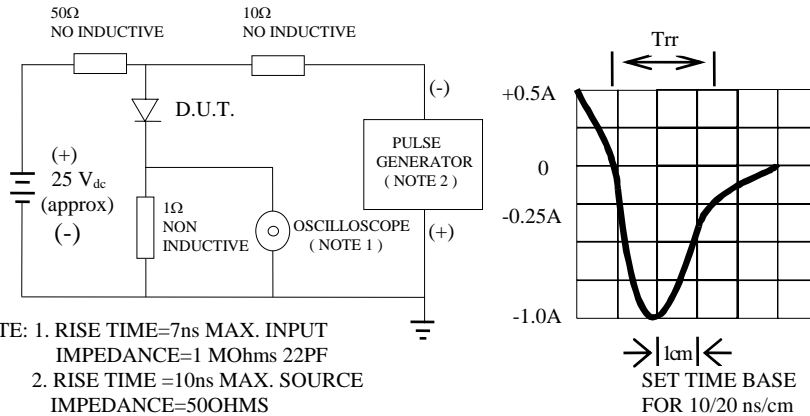 50Ω
NO INDUCTIVE
10Ω
NO INDUCTIVE
D.U.T.
(+)
25 Vdc
(approx)
(-)
1Ω
NON
INDUCTIVE
OSCILLOSCOPE
( NOTE 1 )
(-)
PULSE
GENERATOR
( NOTE 2 )
(+)
TE: 1. RISE TIME=7ns MAX. INPUT
IMPEDANCE=1 MOhms 22PF
2. RISE TIME =10ns MAX. SOURCE
IMPEDANCE=50OHMS
Trr
+0.5A
0
-0.25A
-1.0A
1cm
SET TIME BASE
FOR 10/20 ns/cm